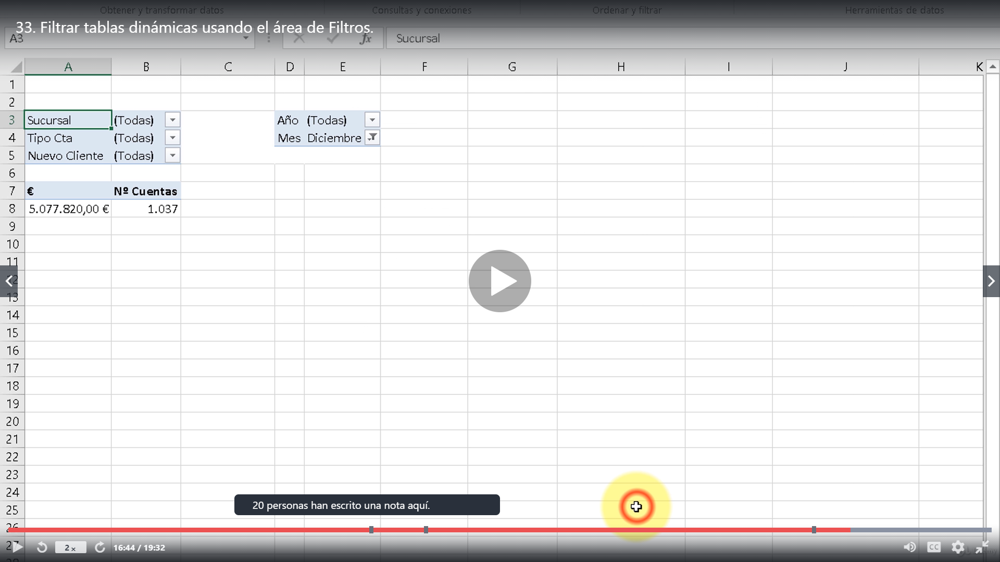 Obtener y transformar datos Consultas y conexiones Ordenar y filtrar Herramientas de datos
33. Filtrar tablas dinámicas usando el área de Filtros.
A3 fx Sucursal
A B C D E F G H I J K
1
2
3 Sucursal (Todas) Año (Todas)
4 Tipo Cta (Todas) Mes Diciembre
5 Nuevo Cliente (Todas)
6
7 € Nº Cuentas
8 5.077.820,00 € 1.037
9
10
11
12
13
14
15
16
17
18
19
20
21
22
23
24
20 personas han escrito una nota aquí.
25
26
27
2x 16:44 / 19:32 CC
28